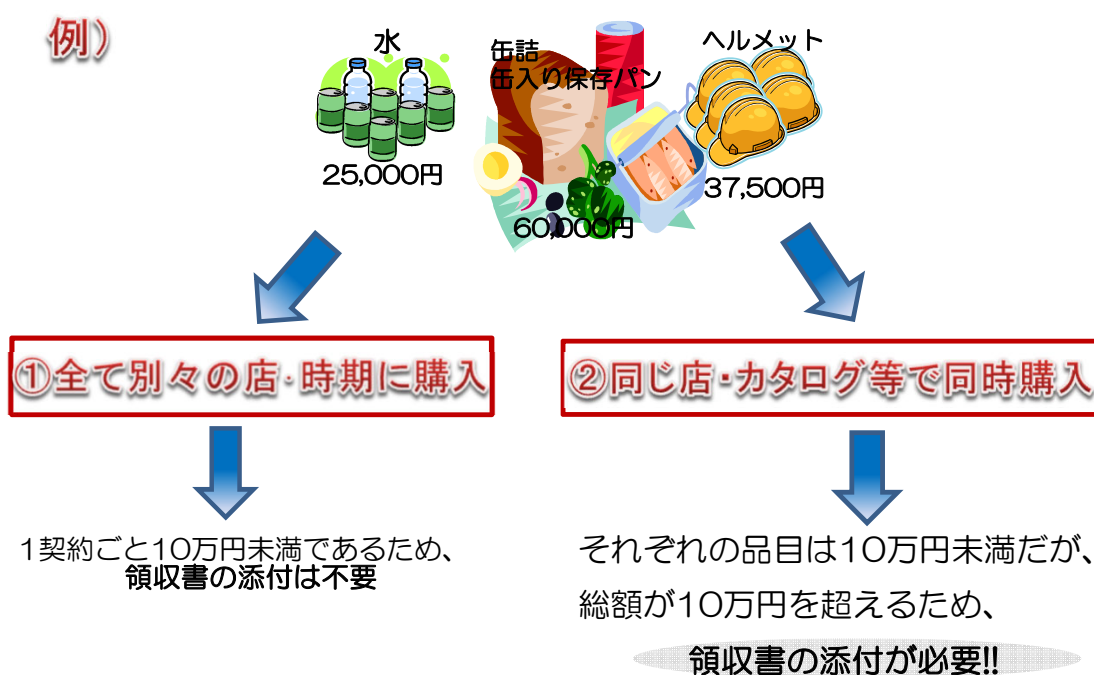 例）
水
25,000円
缶詰
缶入り保存パン
60,000円
ヘルメット
37,500円
①全て別々の店・時期に購入
1契約ごと10万円未満であるため、
領収書の添付は不要
②同じ店・カタログ等で同時購入
それぞれの品目は10万円未満だが、
総額が10万円を超えるため、
領収書の添付が必要!!